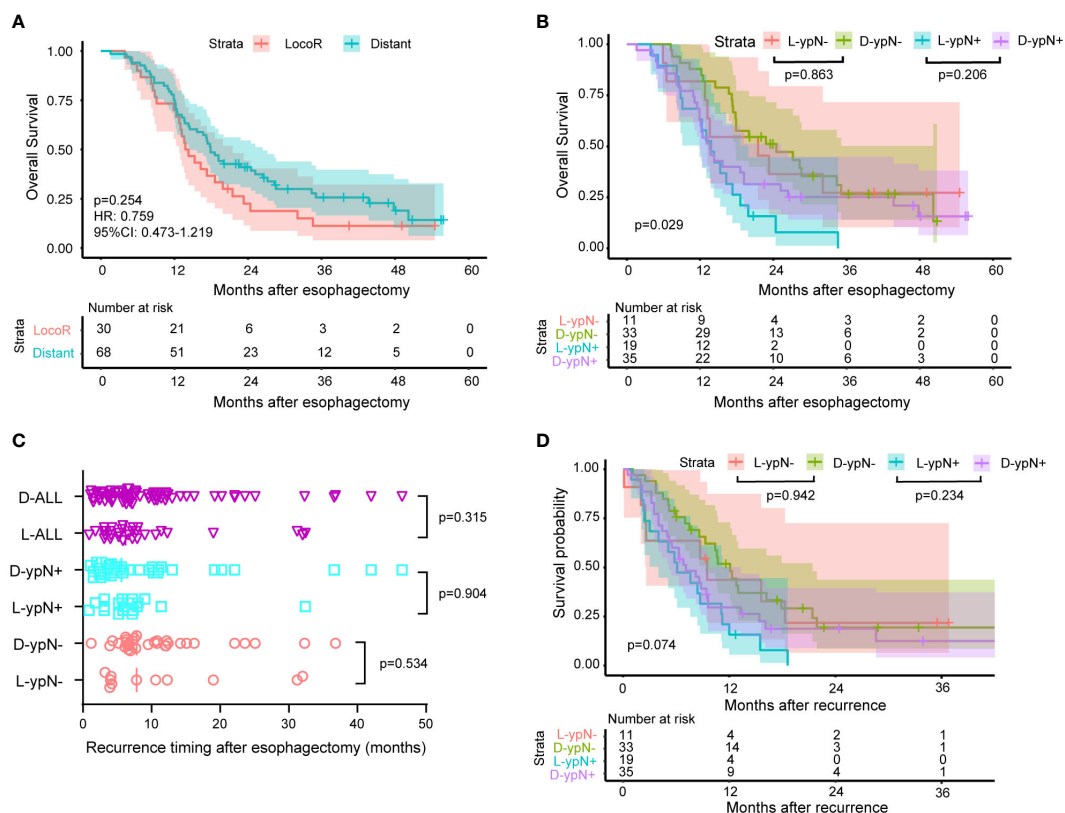 A
Strata LocoR Distant
1.00
0.75
0.50
0.25
0.00
Overall Survival
p=0.254
HR: 0.759
95%CI: 0.473-1.219
0 12 24 36 48 60
Months after esophagectomy
Number at risk
Strata
LocoR 30 21 6 3 2 0
Distant 68 51 23 12 5 0
0 12 24 36 48 60
Months after esophagectomy
B
Strata L-ypN- D-ypN- L-ypN+ D-ypN+
p=0.863 p=0.206
1.00
0.75
0.50
0.25
0.00
Overall Survival
p=0.029
0 12 24 36 48 60
Months after esophagectomy
Number at risk
Strata
L-ypN- 11 9 4 3 2 0
D-ypN- 33 29 13 6 2 0
L-ypN+ 19 12 2 0 0 0
D-ypN+ 35 22 10 6 3 0
0 12 24 36 48 60
Months after esophagectomy
C
D-ALL
L-ALL
p=0.315
D-ypN+
L-ypN+
p=0.904
D-ypN-
L-ypN-
p=0.534
0 10 20 30 40 50
Recurrence timing after esophagectomy (months)
D
Strata L-ypN- D-ypN- L-ypN+ D-ypN+
p=0.942 p=0.234
1.00
0.75
0.50
0.25
0.00
Survival probability
p=0.074
0 12 24 36
Months after recurrence
Number at risk
Strata
L-ypN- 11 4 2 1
D-ypN- 33 14 3 1
L-ypN+ 19 4 0 0
D-ypN+ 35 9 4 1
0 12 24 36
Months after recurrence